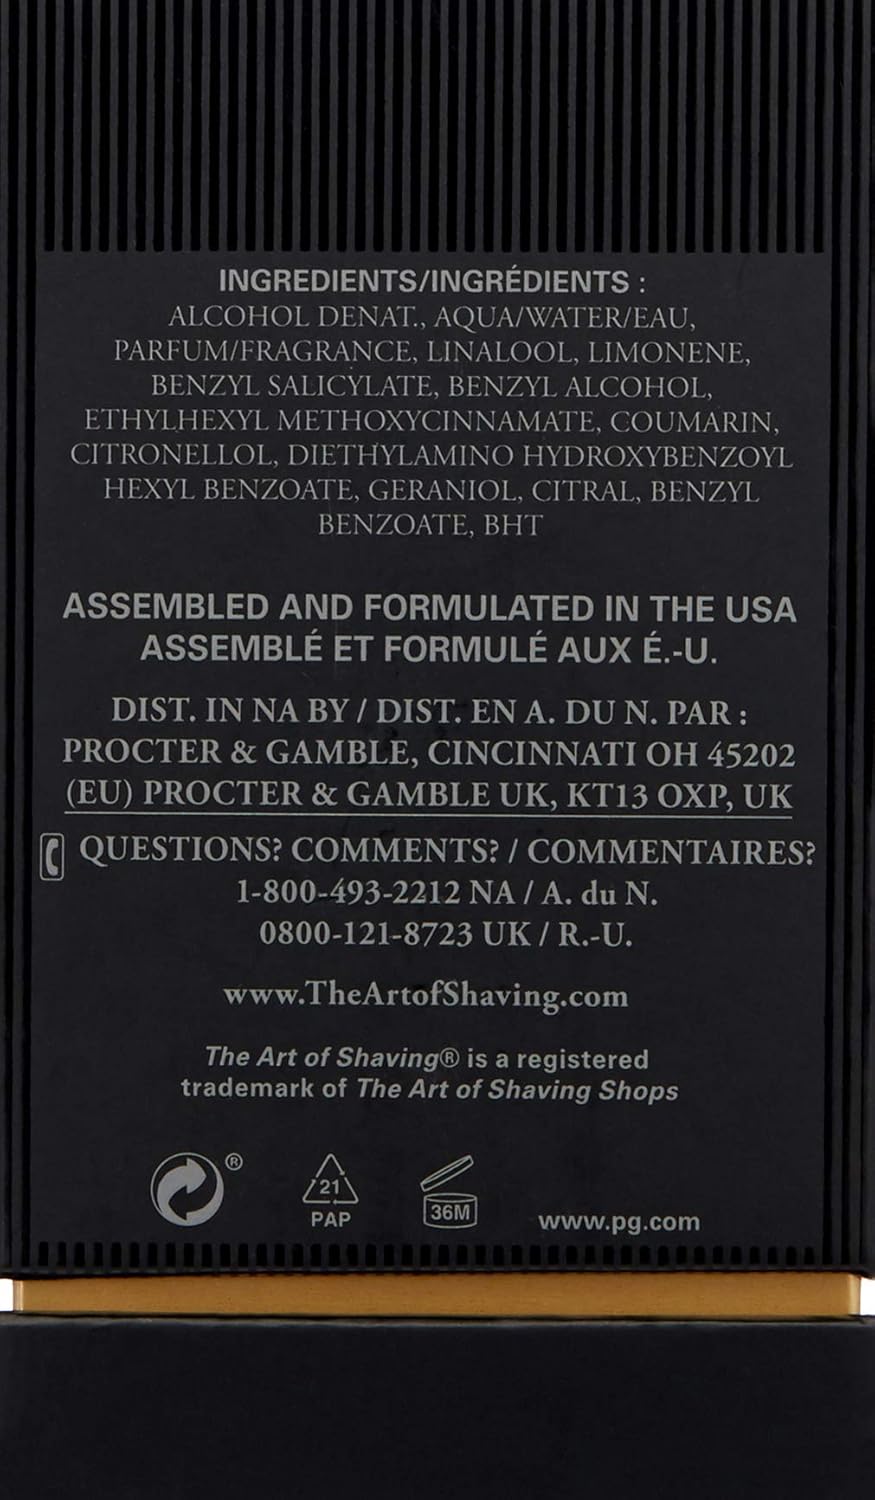 INGREDIENTS/INGRÉDIENTS :
ALCOHOL DENAT., AQUA/WATER/EAU,
PARFUM/FRAGRANCE, LINALOOL, LIMONENE,
BENZYL SALICYLATE, BENZYL ALCOHOL,
ETHYLHEXYL METHOXYCINNAMATE, COUMARIN,
CITRONELLOL, DIETHYLAMINO HYDROXYBENZOYL
HEXYL BENZOATE, GERANIOL, CITRAL, BENZYL
BENZOATE, BHT
ASSEMBLED AND FORMULATED IN THE USA
ASSEMBLÉ ET FORMULÉ AUX É.-U.
DIST. IN NA BY / DIST. EN A. DU N. PAR :
PROCTER & GAMBLE, CINCINNATI OH 45202
(EU) PROCTER & GAMBLE UK, KT13 OXP, UK
QUESTIONS? COMMENTS? / COMMENTAIRES?
1-800-493-2212 NA / A. du N.
0800-121-8723 UK / R.-U.
www.TheArtofShaving.com
The Art of Shaving® is a registered
trademark of The Art of Shaving Shops
®
21
PAP
36M
www.pg.com